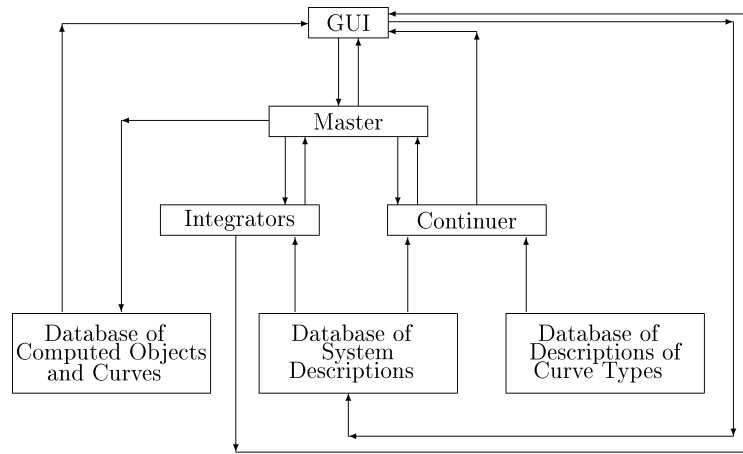 GUI
Master
Integrators
Continuer
Database of
Computed Objects
and Curves
Database of
System
Descriptions
Database of
Descriptions of
Curve Types